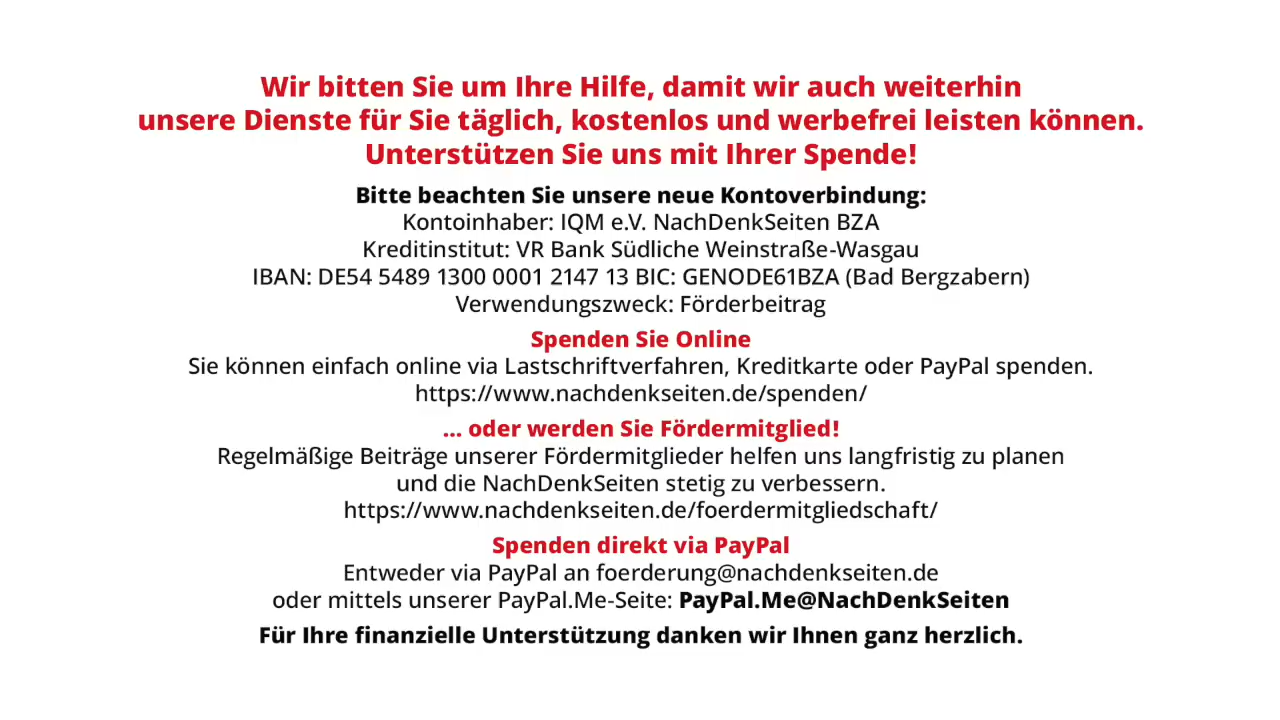 Wir bitten Sie um Ihre Hilfe, damit wir auch weiterhin
unsere Dienste für Sie täglich, kostenlos und werbefrei leisten können.
Unterstützen Sie uns mit Ihrer Spende!
Bitte beachten Sie unsere neue Kontoverbindung:
Kontoinhaber: IQM e.V. NachDenkSeiten BZA
Kreditinstitut: VR Bank Südliche Weinstraße-Wasgau
IBAN: DE54 5489 1300 0001 2147 13 BIC: GENODE61BZA (Bad Bergzabern)
Verwendungszweck: Förderbeitrag
Spenden Sie Online
Sie können einfach online via Lastschriftverfahren, Kreditkarte oder PayPal spenden.
https://www.nachdenkseiten.de/spenden/
... oder werden Sie Fördermitglied!
Regelmäßige Beiträge unserer Fördermitglieder helfen uns langfristig zu planen
und die NachDenkSeiten stetig zu verbessern.
https://www.nachdenkseiten.de/foerdermitgliedschaft/
Spenden direkt via PayPal
Entweder via PayPal an foerderung@nachdenkseiten.de
oder mittels unserer PayPal.Me-Seite: PayPal.Me@NachDenkSeiten
Für Ihre finanzielle Unterstützung danken wir Ihnen ganz herzlich.